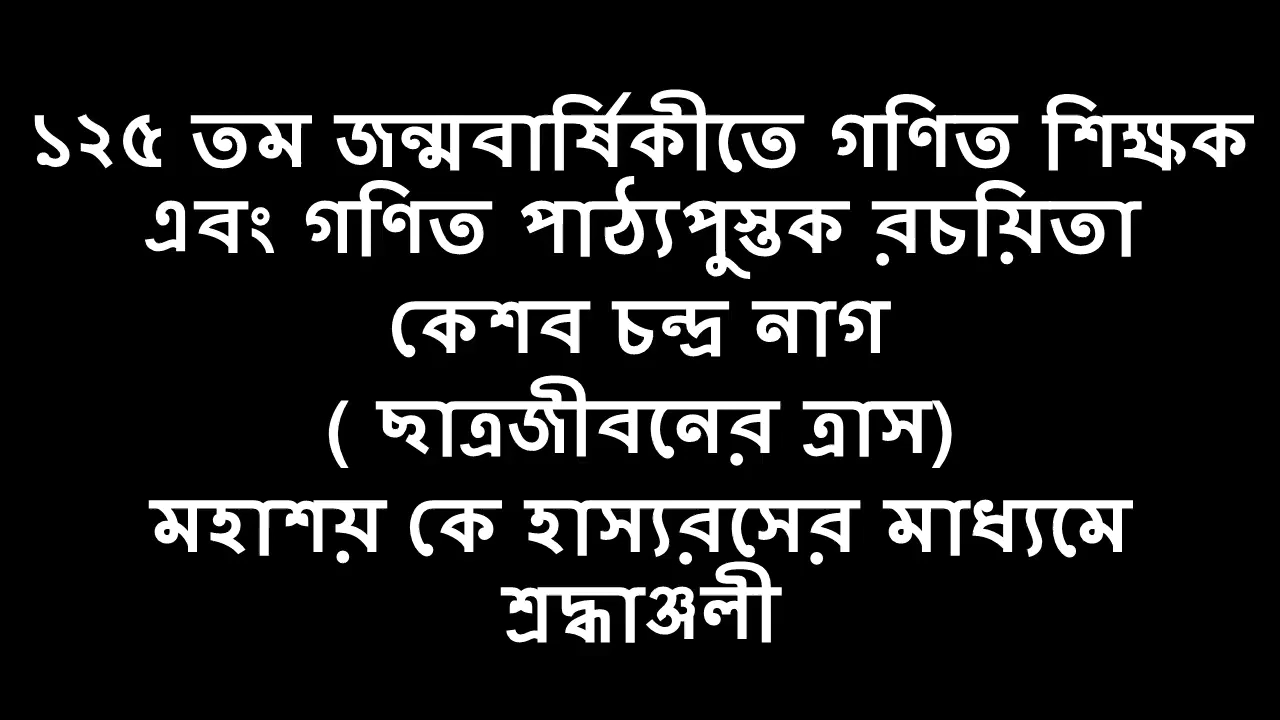 ১২৫ তম জন্মবার্ষিকীতে গণিত শিক্ষক
এবং গণিত পাঠ্যপুস্তক রচয়িতা
কেশব চন্দ্র নাগ
( ছাত্রজীবনের ত্রাস)
মহাশয় কে হাস্যরসের মাধ্যমে
শ্রদ্ধাঞ্জলী